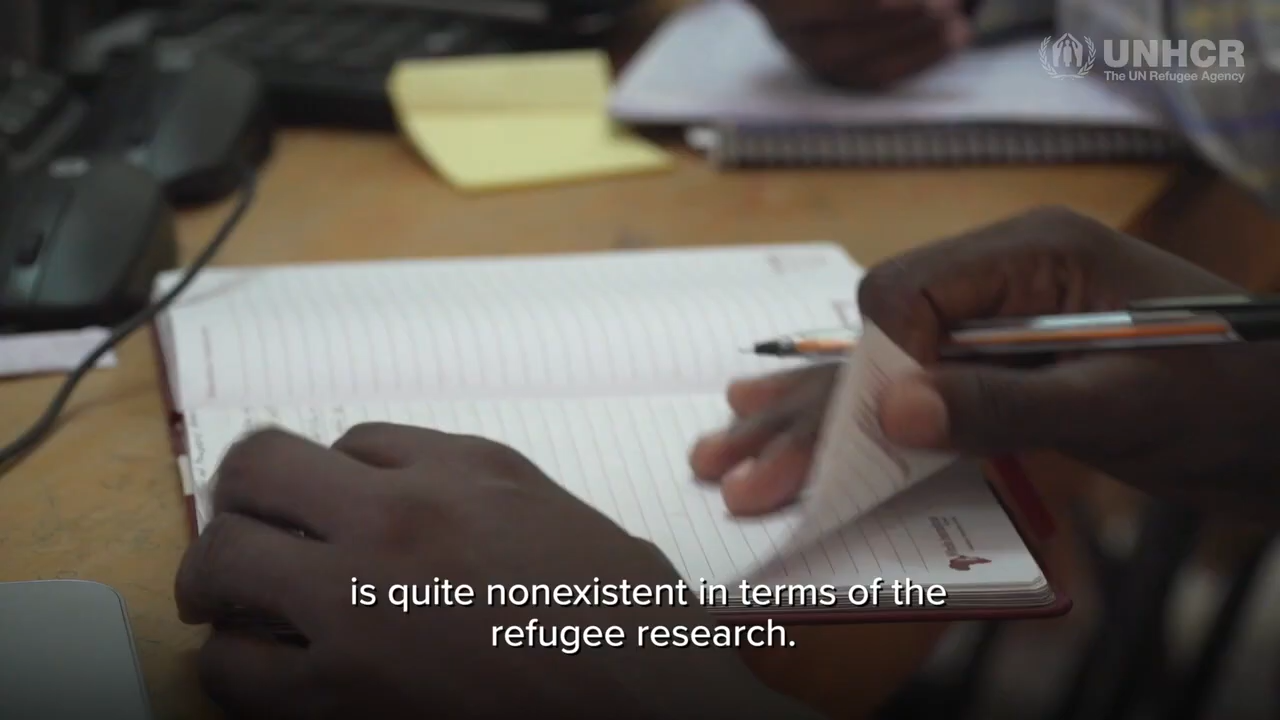 UNHCR
The UN Refugee Agency
is quite nonexistent in terms of the
refugee research.